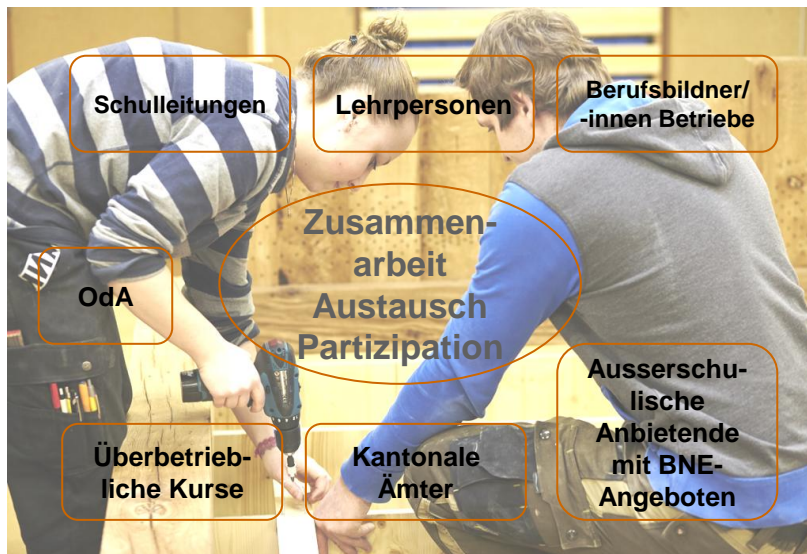 Schulleitungen
Lehrpersonen
Berufsbildner/
-innen Betriebe
Zusammen-
arbeit
Austausch
Partizipation
OdA
Ausserschu-
lische
Anbietende
mit BNE-
Angeboten
Überbetrieb-
liche Kurse
Kantonale
Ämter